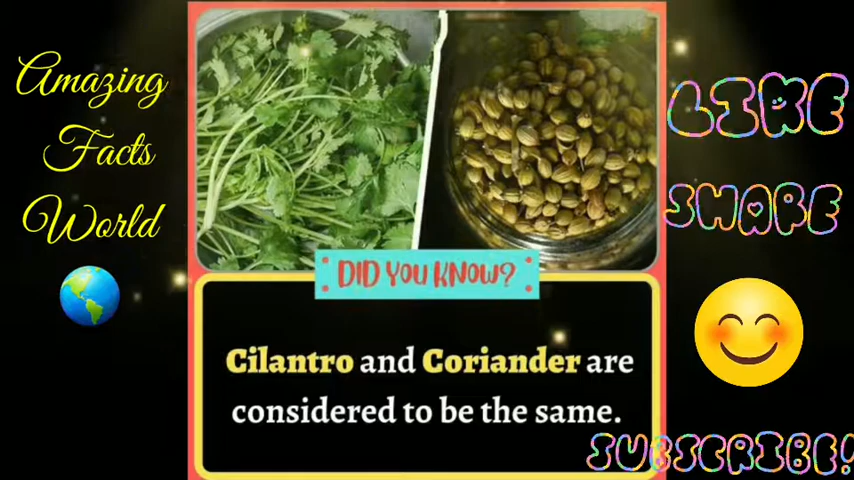 Amazing
Facts
World
DID YOU KNOW?
Cilantro and Coriander are
considered to be the same.
LIKE
SHARE
SUBSCRIBE!